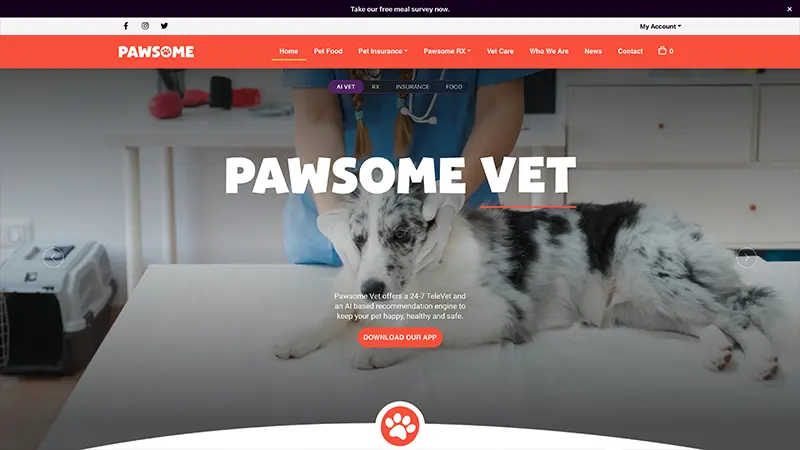 Take our free meal survey now.
My Account
PAWSOME
Home Pet Food Pet Insurance Pawsome RX Vet Care Who We Are News Contact 0
AI VET RX INSURANCE FOOD
PAWSOME VET
Pawsome Vet offers a 24-7 TeleVet and
an AI based recommendation engine to
keep your pet happy, healthy and safe.
DOWNLOAD OUR APP